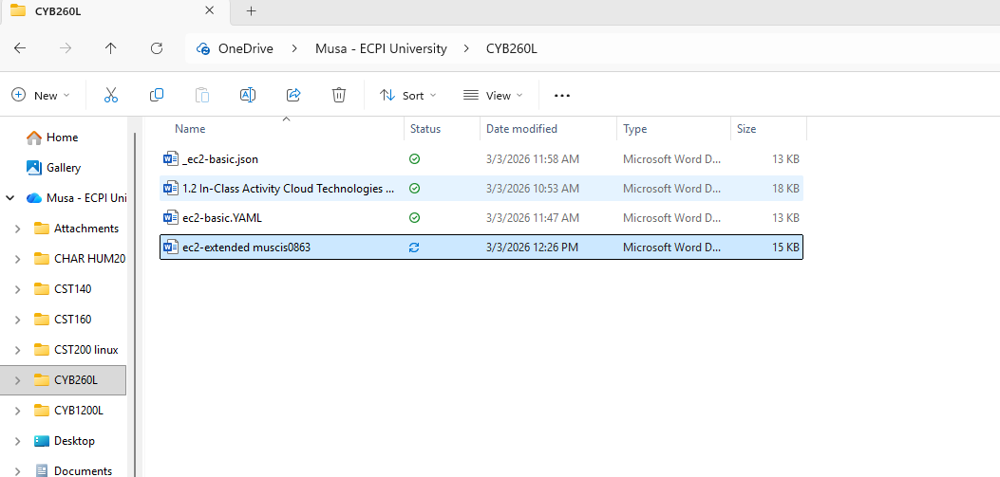 CYB260L
OneDrive > Musa - ECPI University > CYB260L
New Sort View
Name Status Date modified Type Size
_ec2-basic.json 3/3/2026 11:58 AM Microsoft Word D... 13 KB
1.2 In-Class Activity Cloud Technologies ... 3/3/2026 10:53 AM Microsoft Word D... 18 KB
ec2-basic.YAML 3/3/2026 11:47 AM Microsoft Word D... 13 KB
ec2-extended muscis0863 3/3/2026 12:26 PM Microsoft Word D... 15 KB
Home
Gallery
Musa - ECPI Uni
Attachments
CHAR HUM20
CST140
CST160
CST200 linux
CYB260L
CYB1200L
Desktop
Documents